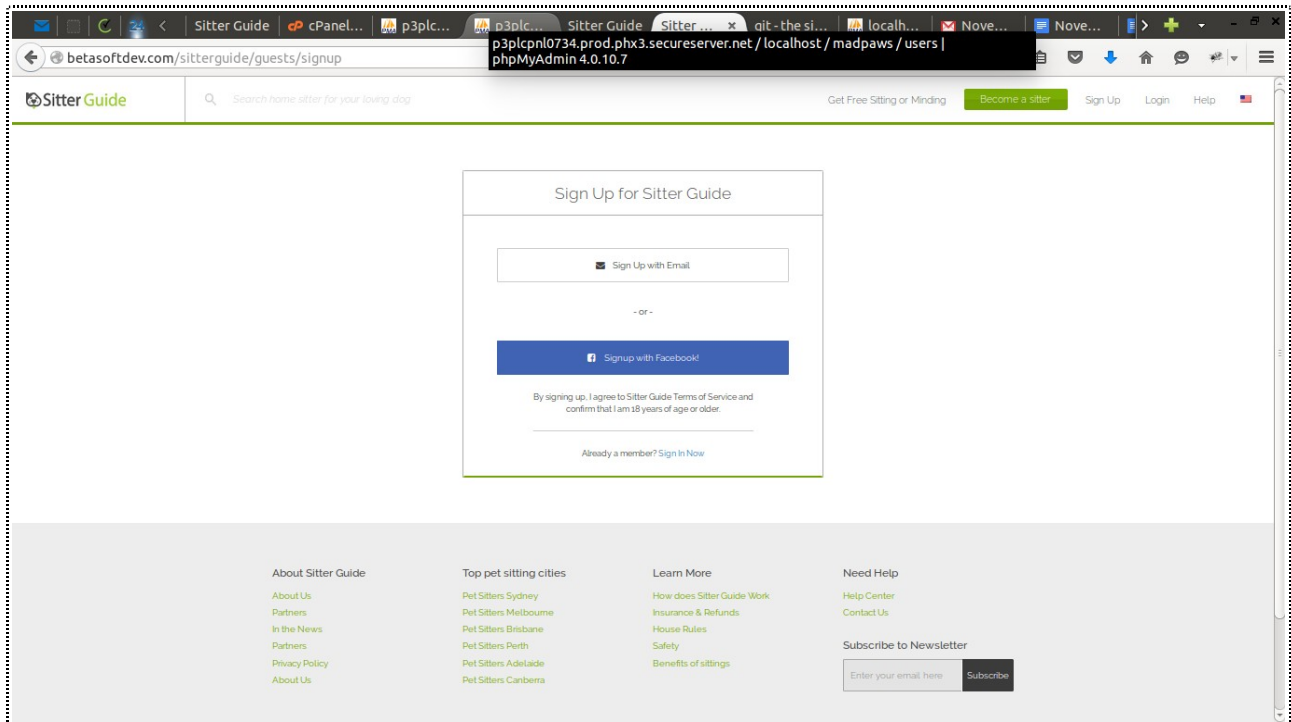 Sitter Guide
cPanel...
p3plc...
p3plc...
Sitter Guide
Sitter ...
git - the si...
localh...
Nove...
Nove...
p3plcpnl0734.prod.phx3.secureserver.net / localhost / madpaws / users |
phpMyAdmin 4.0.10.7
betasoftdev.com/sitterguide/guests/signup
Sitter Guide
Search home sitter for your loving dog
Get Free Sitting or Minding
Become a sitter
Sign Up
Login
Help
Sign Up for Sitter Guide
Sign Up with Email
- or -
Signup with Facebook!
By signing up, I agree to Sitter Guide Terms of Service and
confirm that I am 18 years of age or older.
Already a member? Sign In Now
About Sitter Guide
About Us
Partners
In the News
Partners
Privacy Policy
About Us
Top pet sitting cities
Pet Sitters Sydney
Pet Sitters Melbourne
Pet Sitters Brisbane
Pet Sitters Perth
Pet Sitters Adelaide
Pet Sitters Canberra
Learn More
How does Sitter Guide Work
Insurance & Refunds
House Rules
Safety
Benefits of sittings
Need Help
Help Center
Contact Us
Subscribe to Newsletter
Enter your email here
Subscribe